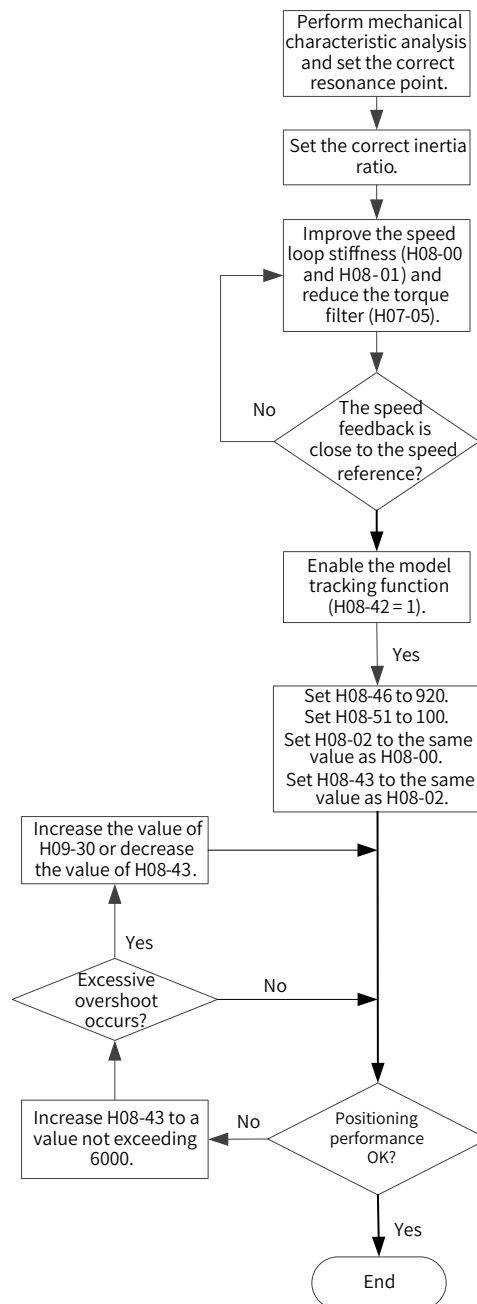 Perform mechanical
characteristic analysis
and set the correct
resonance point.
Set the correct inertia
ratio.
Improve the speed
loop stiffness (H08-00
and H08-01) and
reduce the torque
filter (H07-05).
No
The speed
feedback is
close to the speed
reference?
Enable the model
tracking function
(H08-42 = 1).
Yes
Set H08-46 to 920.
Set H08-51 to 100.
Set H08-02 to the same
value as H08-00.
Set H08-43 to the same
value as H08-02.
Increase the value of
H09-30 or decrease
the value of H08-43.
Yes
Excessive
overshoot
occurs?
No
Increase H08-43 to a
value not exceeding
6000.
No
Positioning
performance
OK?
Yes
End